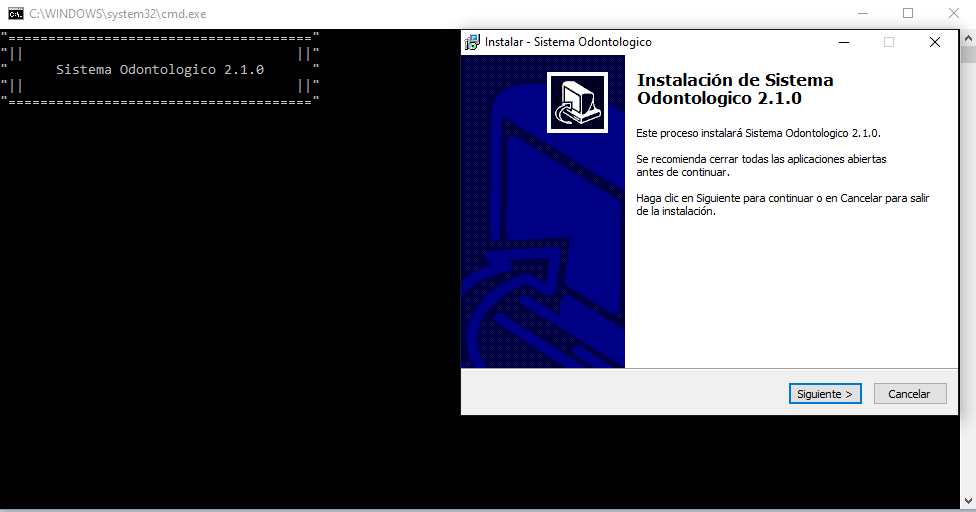 C:\WINDOWS\system32\cmd.exe
"======================================"
"||                                  ||"
"      Sistema Odontologico 2.1.0      "
"||                                  ||"
"======================================"
Instalar - Sistema Odontologico
Instalación de Sistema
Odontologico 2.1.0
Este proceso instalará Sistema Odontologico 2.1.0.
Se recomienda cerrar todas las aplicaciones abiertas
antes de continuar.
Haga clic en Siguiente para continuar o en Cancelar para salir
de la instalación.
Siguiente >
Cancelar